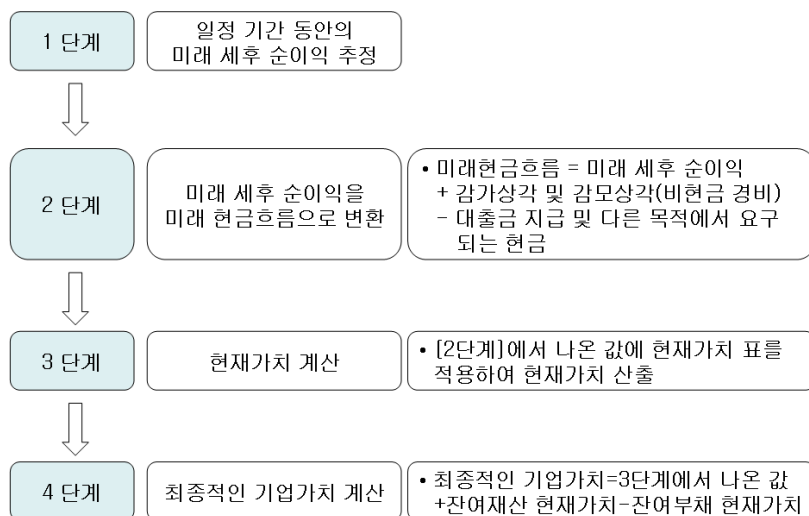 1 단계
일정 기간 동안의
미래 세후 순이익 추정
2 단계
미래 세후 순이익을
미래 현금흐름으로 변환
• 미래현금흐름 = 미래 세후 순이익
+ 감가상각 및 감모상각(비현금 경비)
- 대출금 지급 및 다른 목적에서 요구
되는 현금
3 단계
현재가치 계산
• [2단계]에서 나온 값에 현재가치 표를
적용하여 현재가치 산출
4 단계
최종적인 기업가치 계산
• 최종적인 기업가치=3단계에서 나온 값
+잔여재산 현재가치-잔여부채 현재가치